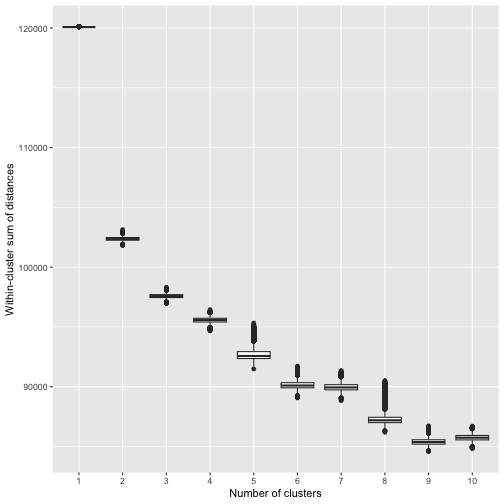 Within-cluster sum of distances
120000
110000
100000
90000
1 2 3 4 5 6 7 8 9 10
Number of clusters